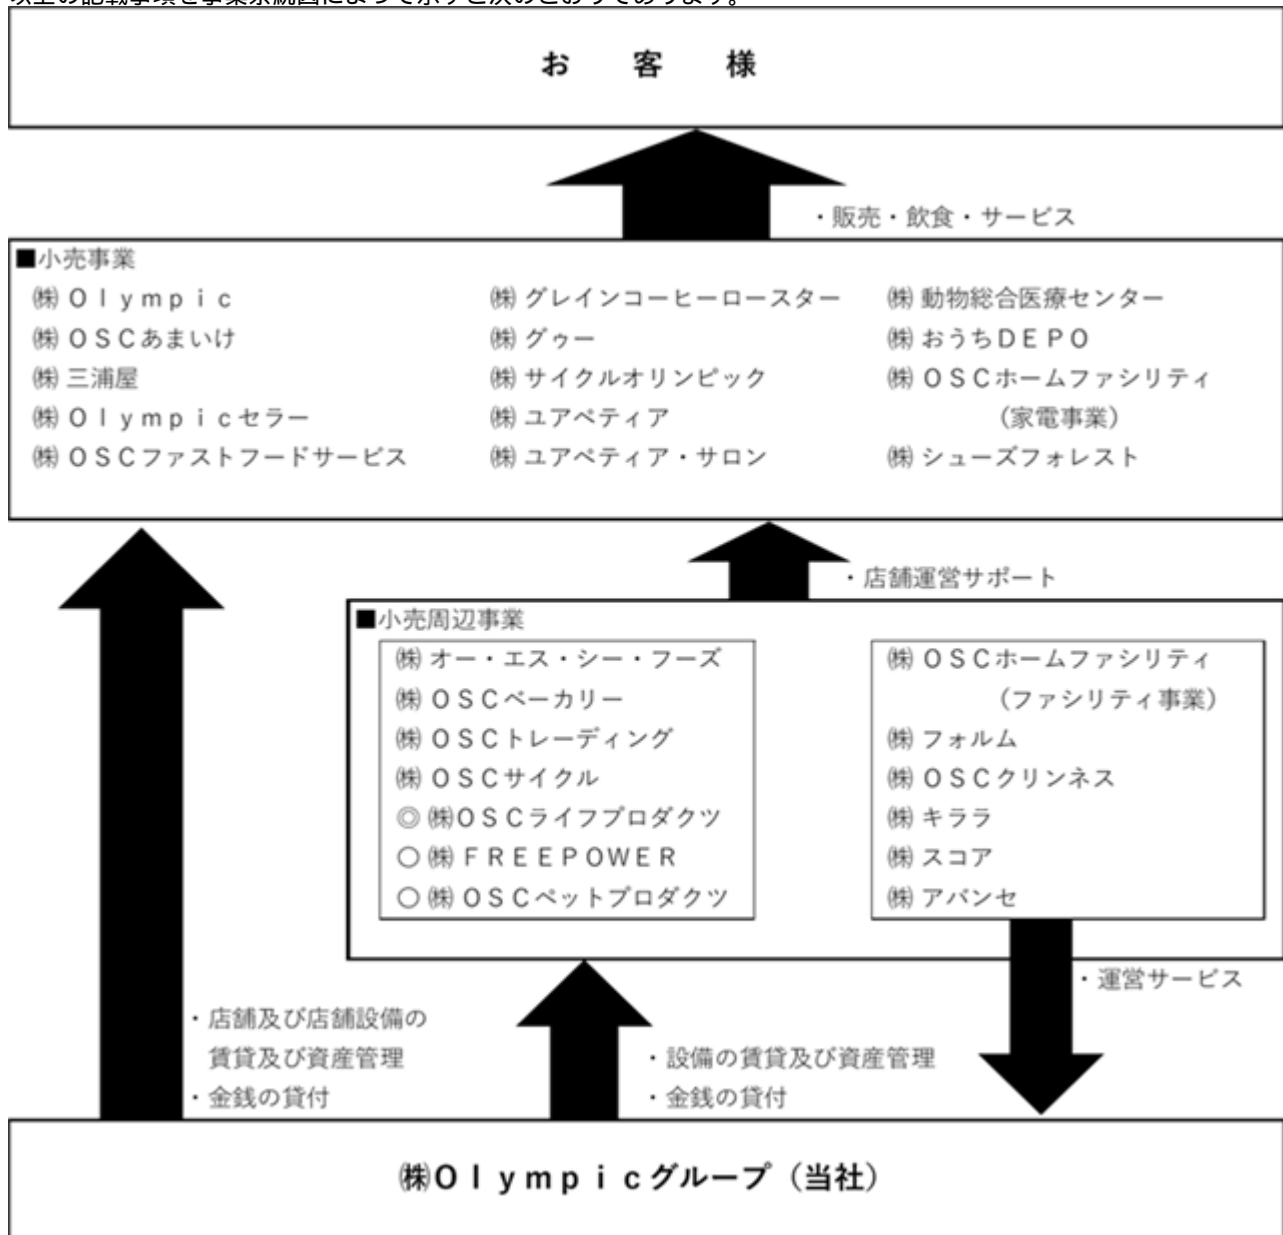 以上の記載事項を事業系統図によって示すと次のとおりであります。
お　客　様
・販売・飲食・サービス
■小売事業
㈱Ｏｌｙｍｐｉｃ
㈱ＯＳＣあまいけ
㈱三浦屋
㈱Ｏｌｙｍｐｉｃセラー
㈱ＯＳＣファストフードサービス
㈱グレインコーヒーロースター
㈱グゥー
㈱サイクルオリンピック
㈱ユアペティア
㈱ユアペティア・サロン
㈱動物総合医療センター
㈱おうちＤＥＰＯ
㈱ＯＳＣホームファシリティ
（家電事業）
㈱シューズフォレスト
・店舗運営サポート
■小売周辺事業
㈱オー・エス・シー・フーズ
㈱ＯＳＣベーカリー
㈱ＯＳＣトレーディング
㈱ＯＳＣサイクル
◎㈱ＯＳＣライフプロダクツ
○㈱ＦＲＥＥＰＯＷＥＲ
○㈱ＯＳＣペットプロダクツ
㈱ＯＳＣホームファシリティ
（ファシリティ事業）
㈱フォルム
㈱ＯＳＣクリンネス
㈱キララ
㈱スコア
㈱アバンセ
・運営サービス
・店舗及び店舗設備の
賃貸及び資産管理
・金銭の貸付
・設備の賃貸及び資産管理
・金銭の貸付
㈱Ｏｌｙｍｐｉｃグループ（当社）